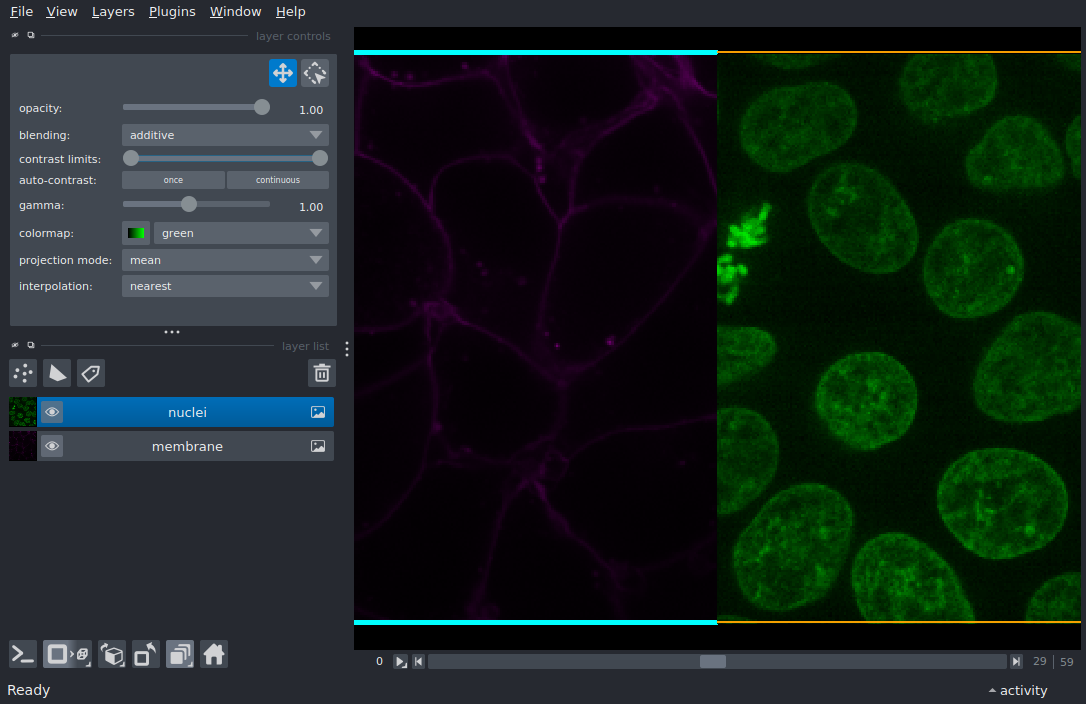 File View Layers Plugins Window Help
layer controls
opacity: 1.00
blending: additive
contrast limits:
auto-contrast: once continuous
gamma: 1.00
colormap: green
projection mode: mean
interpolation: nearest
layer list
nuclei
membrane
0 29 59
Ready activity